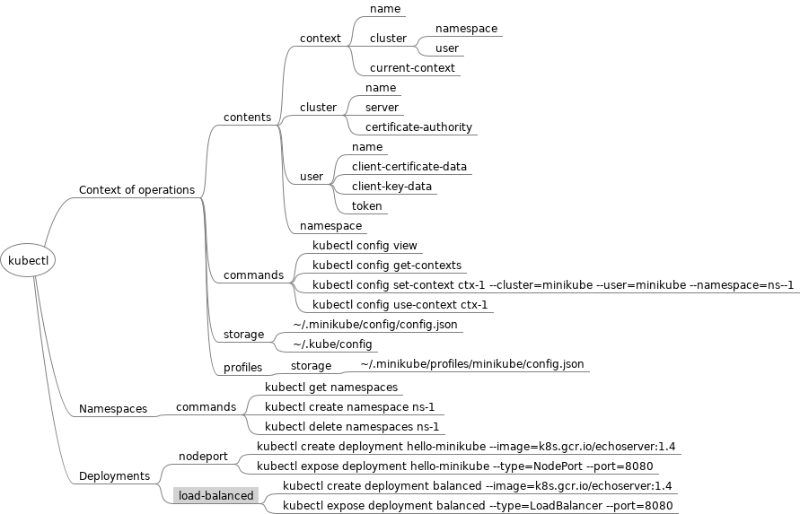 kubectl
Context of operations
contents
context
name
cluster
namespace
user
current-context
cluster
name
server
certificate-authority
user
name
client-certificate-data
client-key-data
token
namespace
commands
kubectl config view
kubectl config get-contexts
kubectl config set-context ctx-1 --cluster=minikube --user=minikube --namespace=ns--1
kubectl config use-context ctx-1
storage
~/.minikube/config/config.json
~/.kube/config
profiles
storage
~/.minikube/profiles/minikube/config.json
Namespaces
commands
kubectl get namespaces
kubectl create namespace ns-1
kubectl delete namespaces ns-1
Deployments
nodeport
kubectl create deployment hello-minikube --image=k8s.gcr.io/echoserver:1.4
kubectl expose deployment hello-minikube --type=NodePort --port=8080
load-balanced
kubectl create deployment balanced --image=k8s.gcr.io/echoserver:1.4
kubectl expose deployment balanced --type=LoadBalancer --port=8080